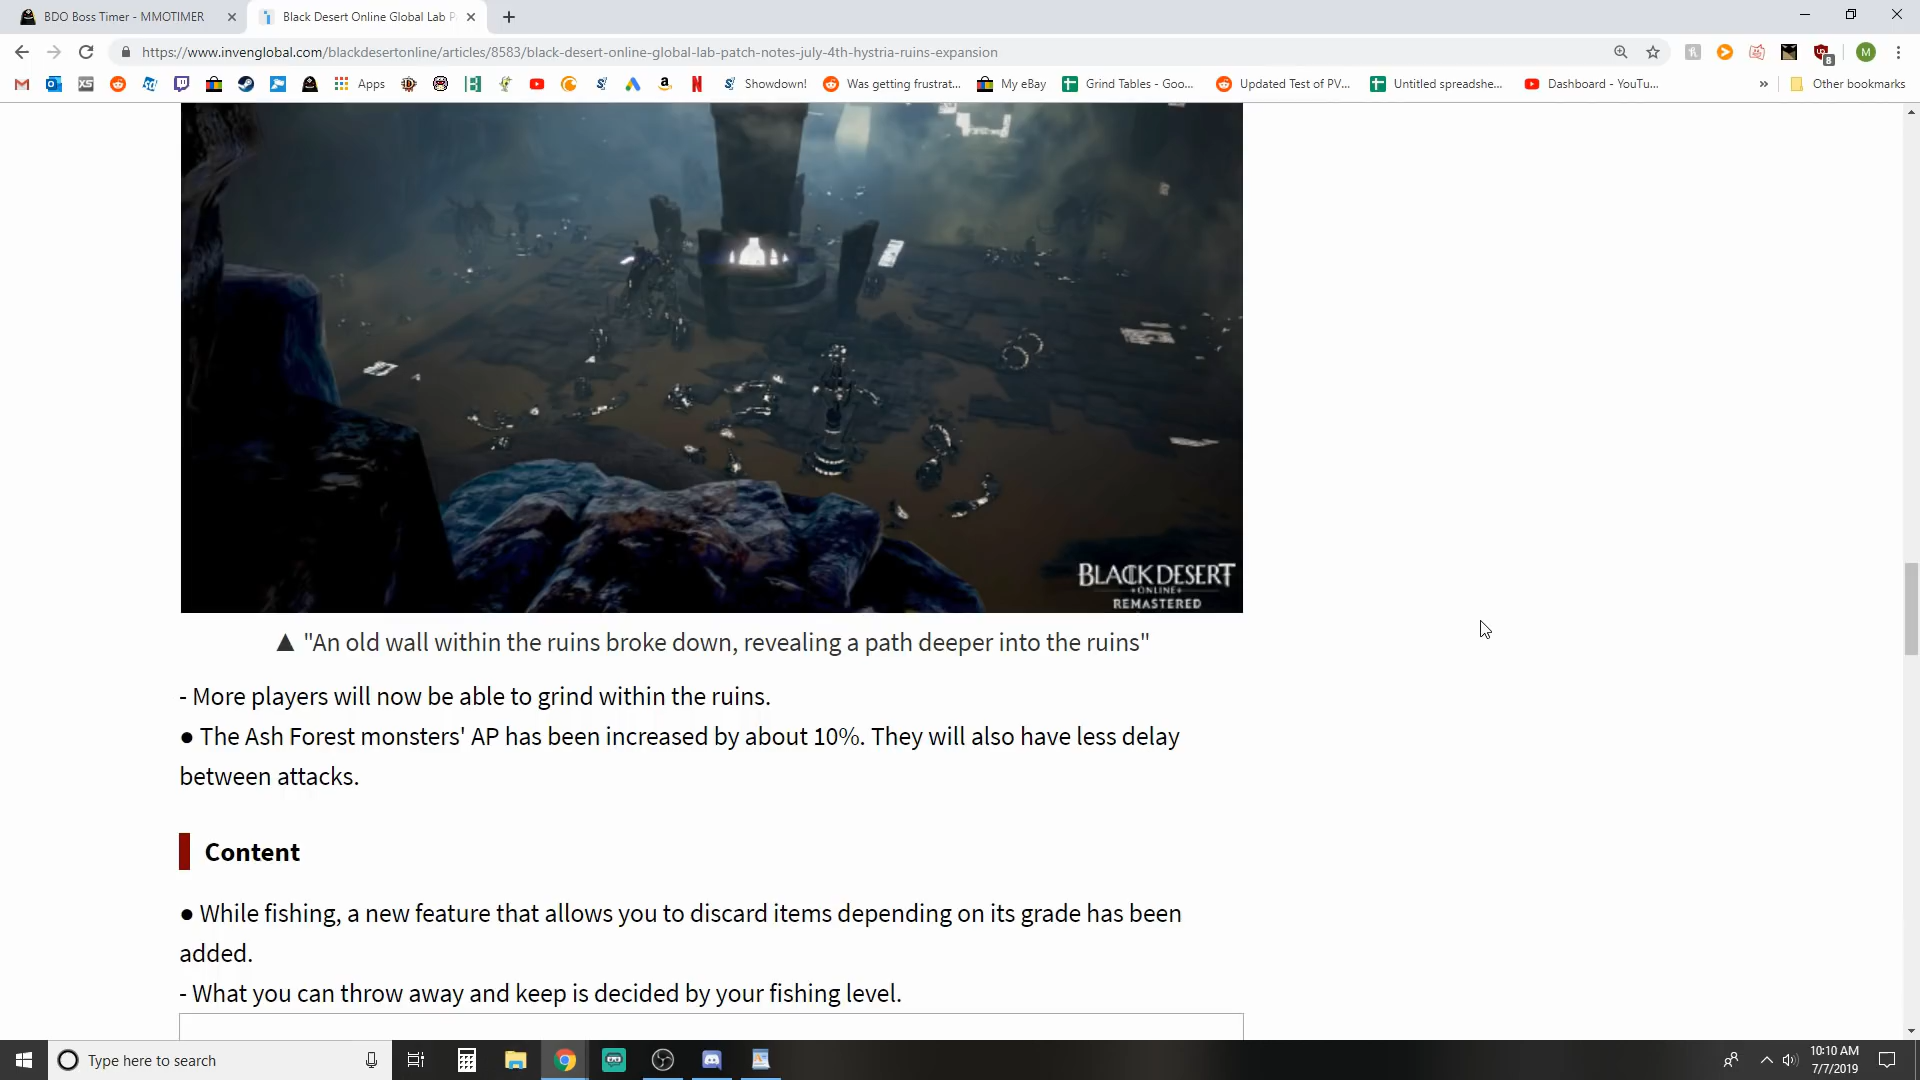 BDO Boss Timer - MMOTIMER
Black Desert Online Global Lab P
https://www.invenglobal.com/blackdesertonline/articles/8583/black-desert-online-global-lab-patch-notes-july-4th-hystria-ruins-expansion
Apps
Showdown!
Was getting frustrat...
My eBay
Grind Tables - Goo...
Updated Test of PV...
Untitled spreadshe...
Dashboard - YouTu...
Other bookmarks
BLACK DESERT
ONLINE
REMASTERED
▲ "An old wall within the ruins broke down, revealing a path deeper into the ruins"
- More players will now be able to grind within the ruins.
● The Ash Forest monsters' AP has been increased by about 10%. They will also have less delay
between attacks.
Content
● While fishing, a new feature that allows you to discard items depending on its grade has been
added.
- What you can throw away and keep is decided by your fishing level.
Type here to search
10:10 AM
7/7/2019